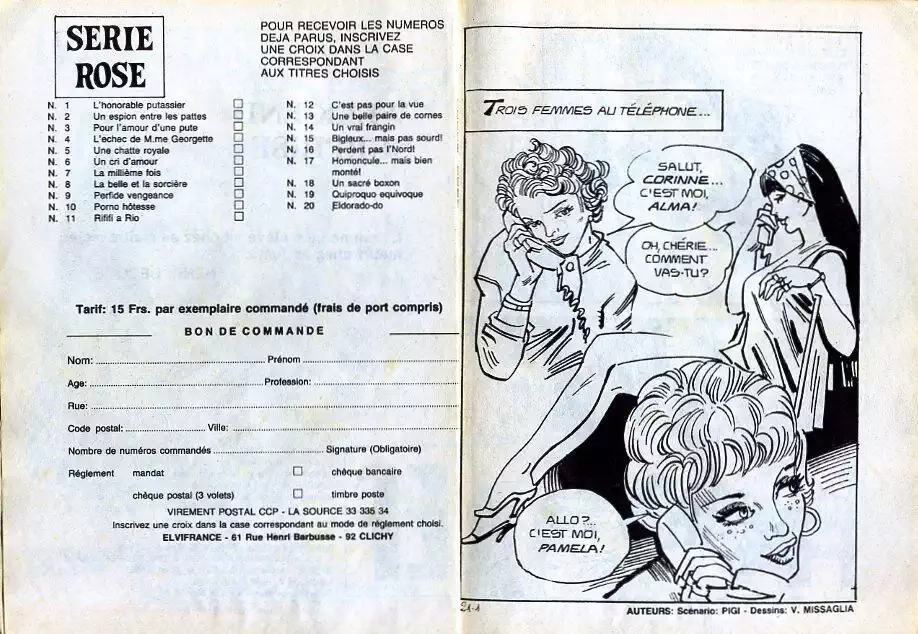 SERIE
ROSE
POUR RECEVOIR LES NUMEROS
DEJA PARUS, INSCRIVEZ
UNE CROIX DANS LA CASE
CORRESPONDANT
AUX TITRES CHOISIS
N. 1 L'honorable putassier
N. 2 Un espion entre les pattes
N. 3 Pour l'amour d'une pute
N. 4 L'echec de M.me Georgette
N. 5 Une chatte royale
N. 6 Un cri d'amour
N. 7 La millième fois
N. 8 La belle et la sorcière
N. 9 Perfide vengeance
N. 10 Porno hôtesse
N. 11 Rififi a Rio
N. 12 C'est pas pour la vue
N. 13 Une belle paire de cornes
N. 14 Un vrai frangin
N. 15 Bigleux... mais pas sourd!
N. 16 Perdent pas l'Nord!
N. 17 Homoncule... mais bien
monté!
N. 18 Un sacré boxon
N. 19 Quiproquo equivoque
N. 20 Eldorado-do
Tarif: 15 Frs. par exemplaire commandé (frais de port compris)
BON DE COMMANDE
Nom: Prénom
Age: Profession:
Rue:
Code postal: Ville:
Nombre de numéros commandés Signature (Obligatoire)
Réglement mandat chèque bancaire
chèque postal (3 volets) timbre poste
VIREMENT POSTAL CCP - LA SOURCE 33 335 34
Inscrivez une croix dans la case correspondant au mode de réglement choisi.
ELVIFRANCE - 61 Rue Henri Barbusse - 92 CLICHY
TROIS FEMMES AU TÉLÉPHONE...
SALUT,
CORINNE...
C'EST MOI,
ALMA!
OH, CHÉRIE...
COMMENT
VAS-TU?
ALLO?...
C'EST MOI,
PAMELA!
21-1
AUTEURS: Scénario: PIGI - Dessins: V. MISSAGLIA